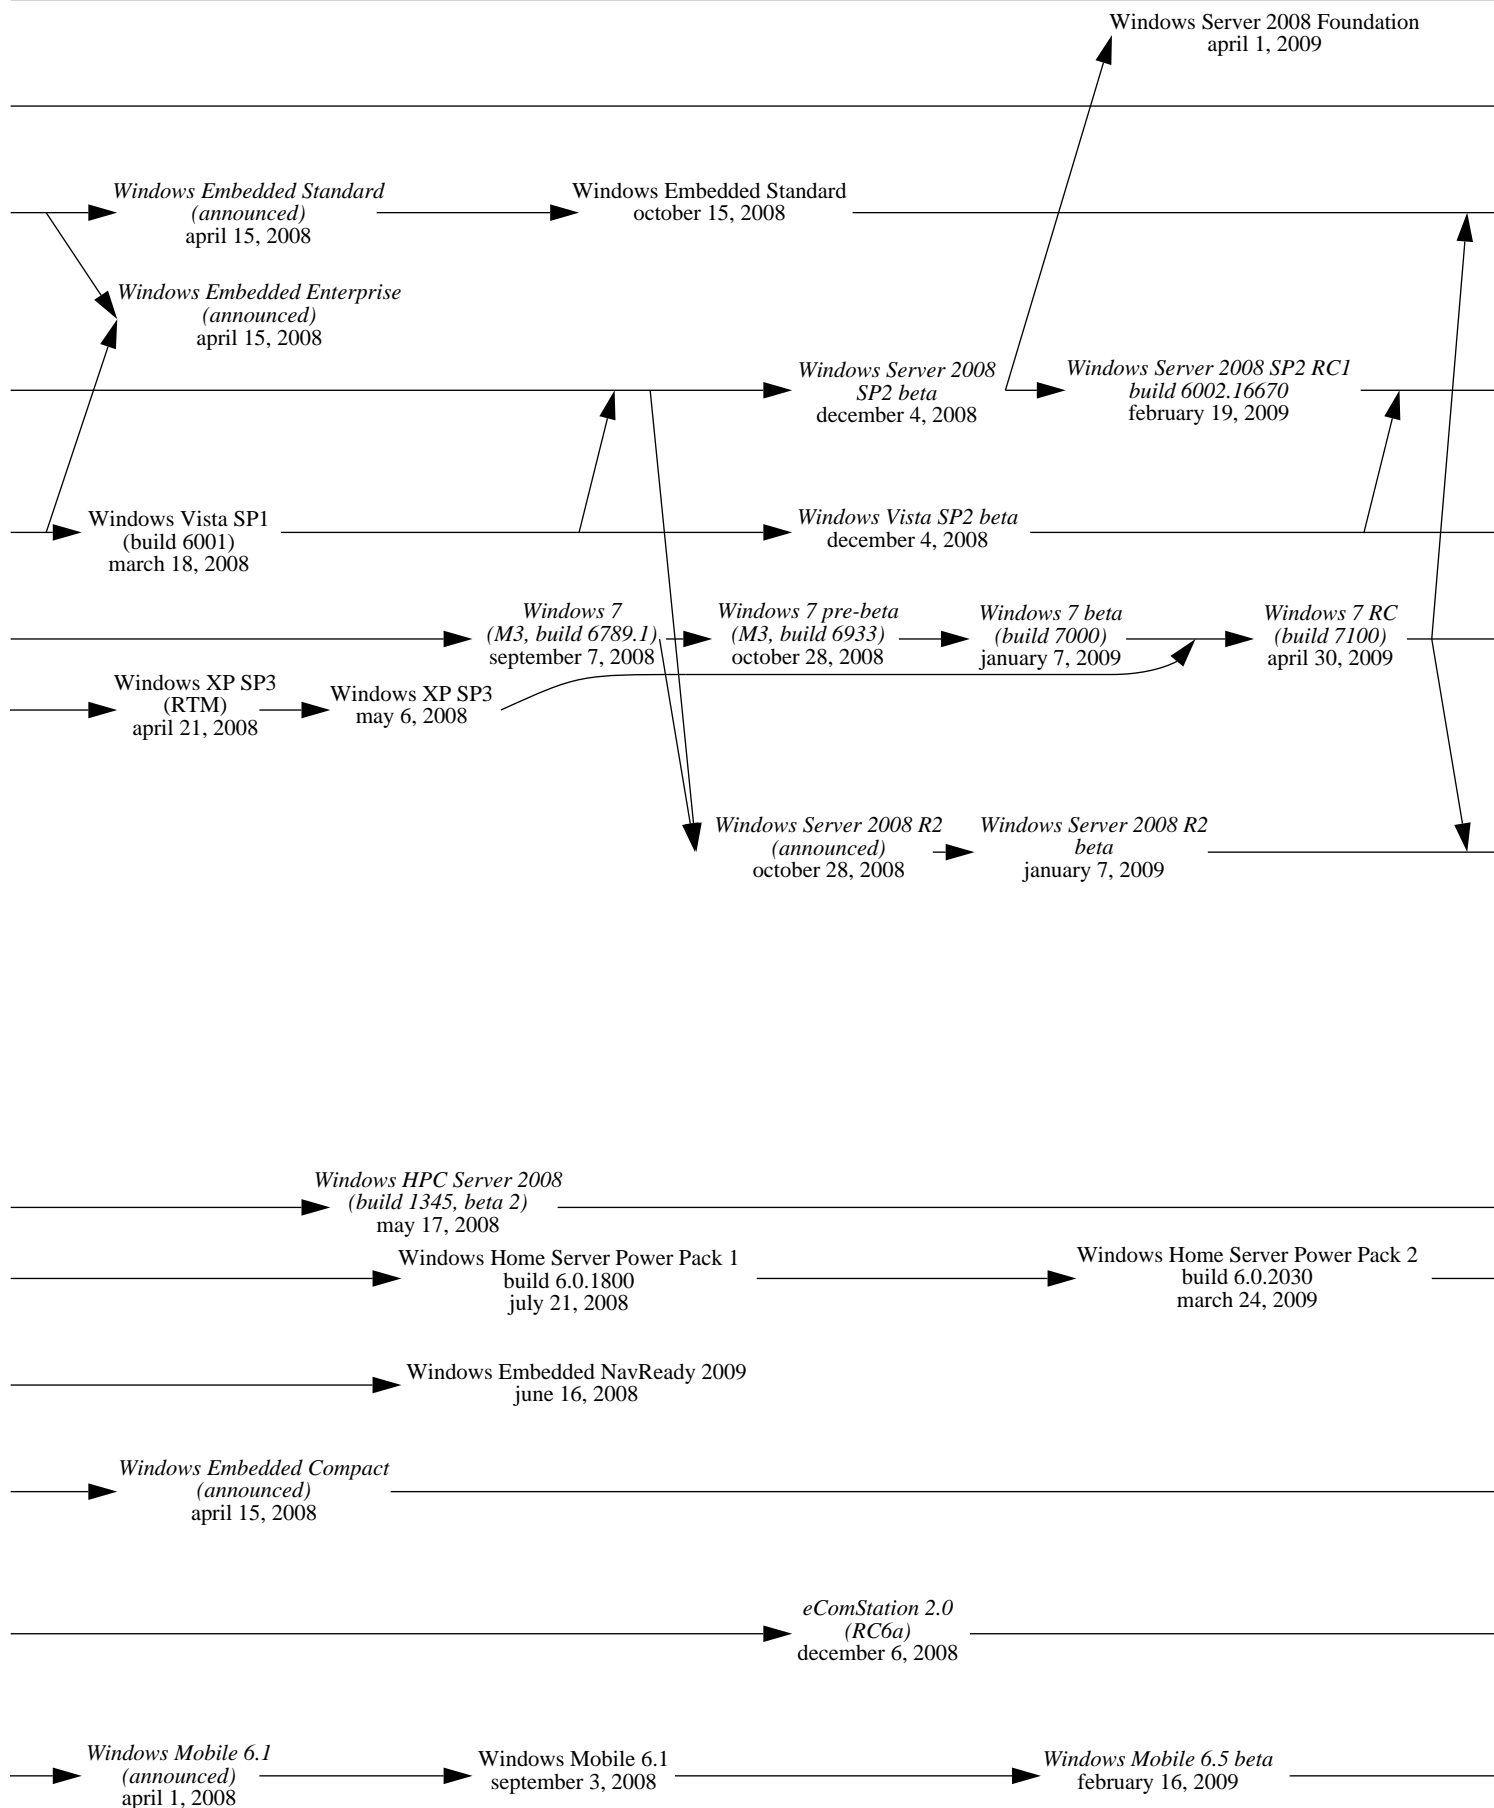 Windows Server 2008 Foundation
april 1, 2009
Windows Embedded Standard
(announced)
april 15, 2008
Windows Embedded Standard
october 15, 2008
Windows Embedded Enterprise
(announced)
april 15, 2008
Windows Server 2008
SP2 beta
december 4, 2008
Windows Server 2008 SP2 RC1
build 6002.16670
february 19, 2009
Windows Vista SP1
(build 6001)
march 18, 2008
Windows Vista SP2 beta
december 4, 2008
Windows 7
(M3, build 6789.1)
september 7, 2008
Windows 7 pre-beta
(M3, build 6933)
october 28, 2008
Windows 7 beta
(build 7000)
january 7, 2009
Windows 7 RC
(build 7100)
april 30, 2009
Windows XP SP3
(RTM)
april 21, 2008
Windows XP SP3
may 6, 2008
Windows Server 2008 R2
(announced)
october 28, 2008
Windows Server 2008 R2
beta
january 7, 2009
Windows HPC Server 2008
(build 1345, beta 2)
may 17, 2008
Windows Home Server Power Pack 1
build 6.0.1800
july 21, 2008
Windows Home Server Power Pack 2
build 6.0.2030
march 24, 2009
Windows Embedded NavReady 2009
june 16, 2008
Windows Embedded Compact
(announced)
april 15, 2008
eComStation 2.0
(RC6a)
december 6, 2008
Windows Mobile 6.1
(announced)
april 1, 2008
Windows Mobile 6.1
september 3, 2008
Windows Mobile 6.5 beta
february 16, 2009